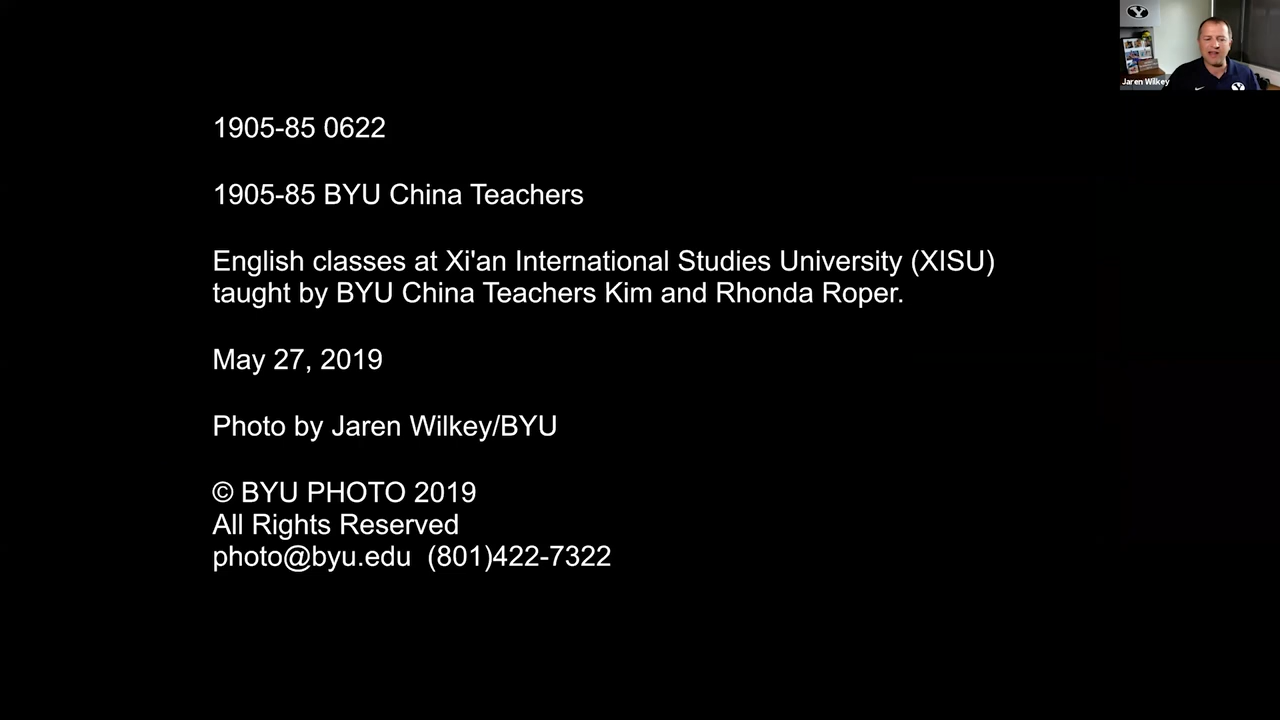 1905-85 0622
1905-85 BYU China Teachers
English classes at Xi'an International Studies University (XISU)
taught by BYU China Teachers Kim and Rhonda Roper.
May 27, 2019
Photo by Jaren Wilkey/BYU
© BYU PHOTO 2019
All Rights Reserved
photo@byu.edu  (801)422-7322
Y
Jaren Wilkey
Y